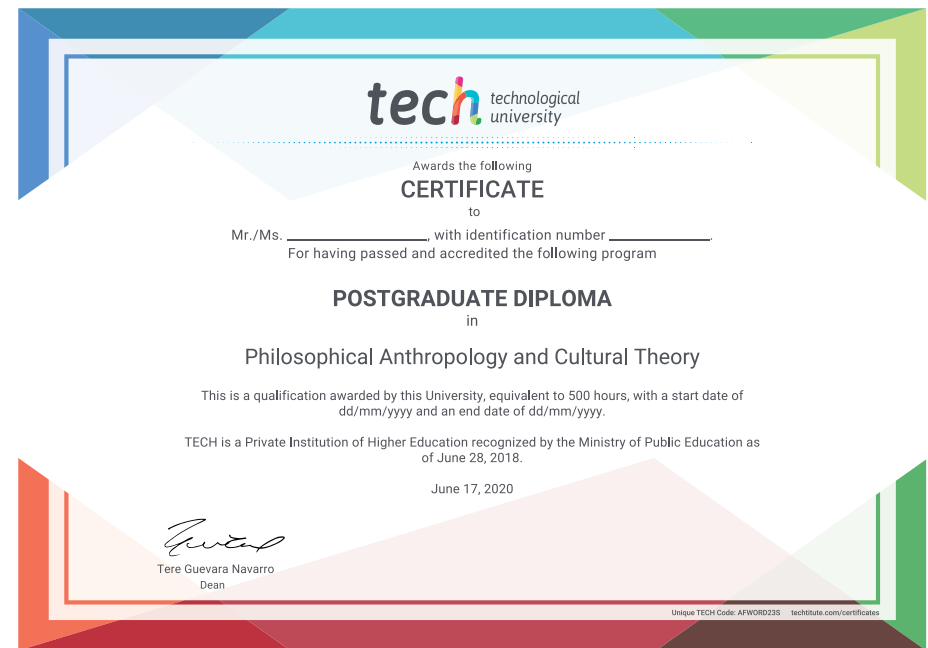 tech technological
university
Awards the following
CERTIFICATE
to
Mr./Ms. ____________________, with identification number ______________.
For having passed and accredited the following program
POSTGRADUATE DIPLOMA
in
Philosophical Anthropology and Cultural Theory
This is a qualification awarded by this University, equivalent to 500 hours, with a start date of
dd/mm/yyyy and an end date of dd/mm/yyyy.
TECH is a Private Institution of Higher Education recognized by the Ministry of Public Education as
of June 28, 2018.
June 17, 2020
Tere Guevara Navarro
Dean
Unique TECH Code: AFWORD23S techtitute.com/certificates